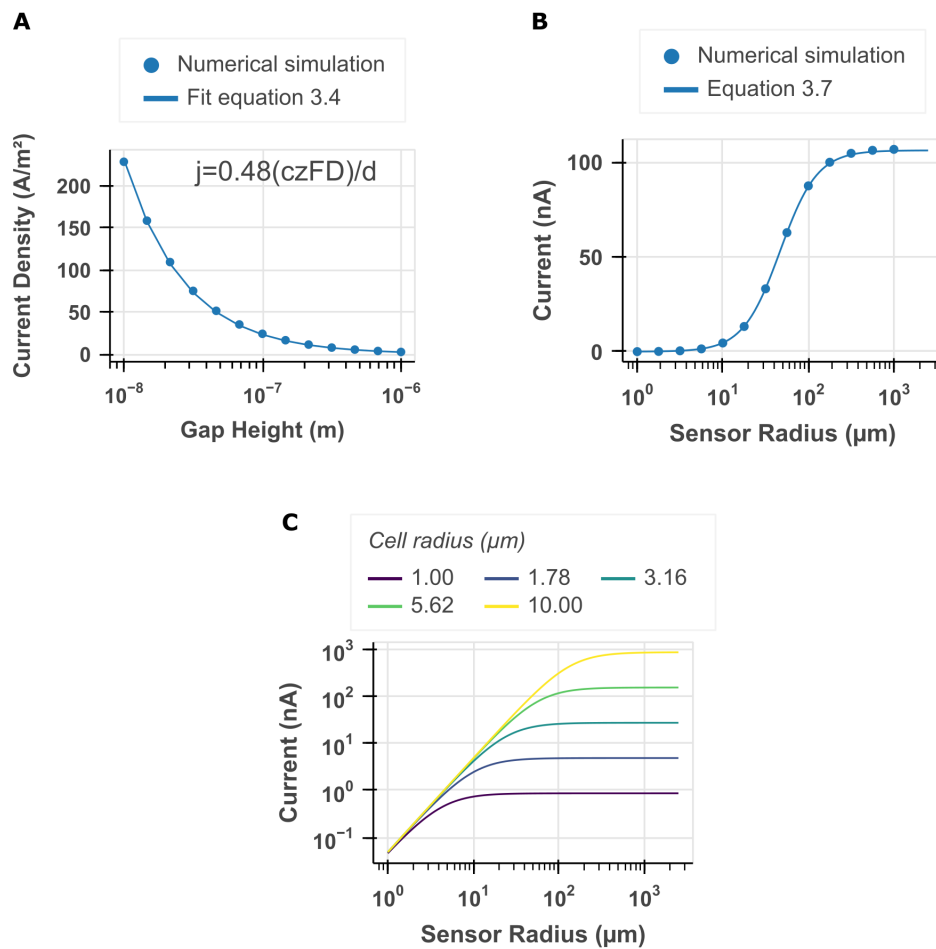 A
Numerical simulation
Fit equation 3.4
j=0.48(czFD)/d
Current Density (A/m²)
200
150
100
50
0
10⁻⁸
10⁻⁷
10⁻⁶
Gap Height (m)
B
Numerical simulation
Equation 3.7
Current (nA)
100
50
0
10⁰
10¹
10²
10³
Sensor Radius (µm)
C
Cell radius (µm)
1.00 1.78 3.16
5.62 10.00
Current (nA)
10³
10²
10¹
10⁰
10⁻¹
10⁰
10¹
10²
10³
Sensor Radius (µm)